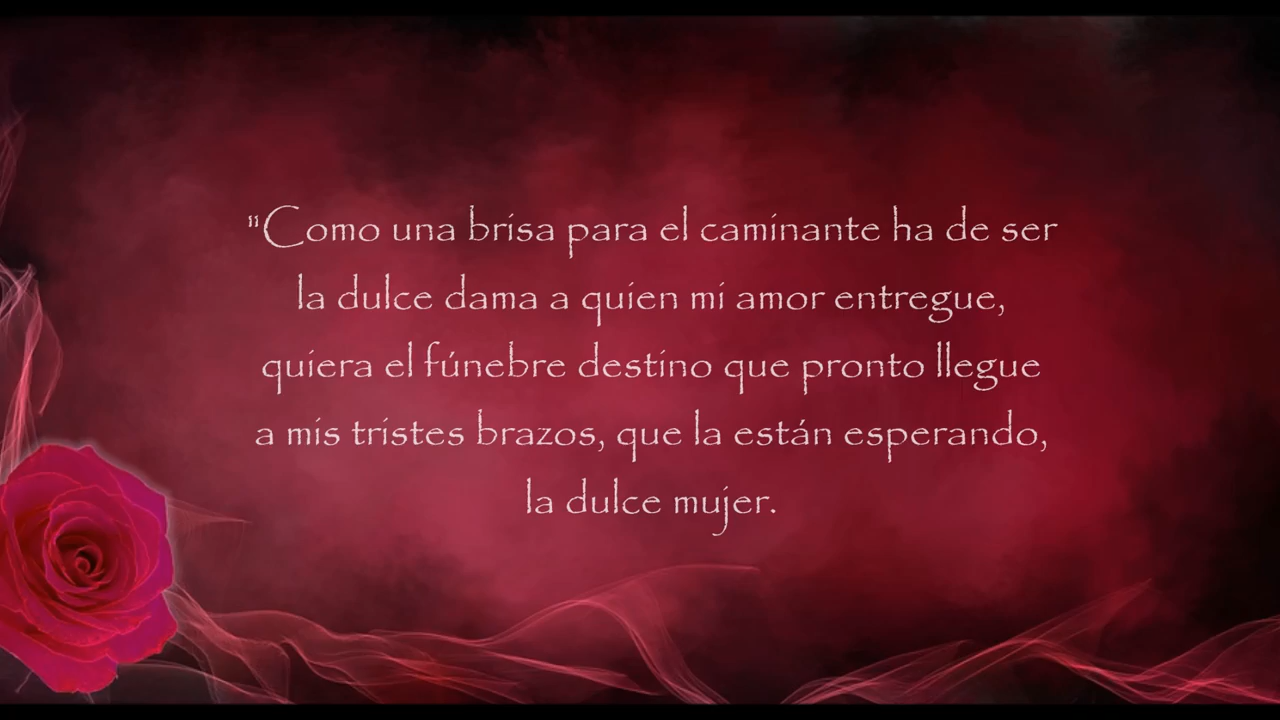 "Como una brisa para el caminante ha de ser
la dulce dama a quien mi amor entregue,
quiera el fúnebre destino que pronto llegue
a mis tristes brazos, que la están esperando,
la dulce mujer.